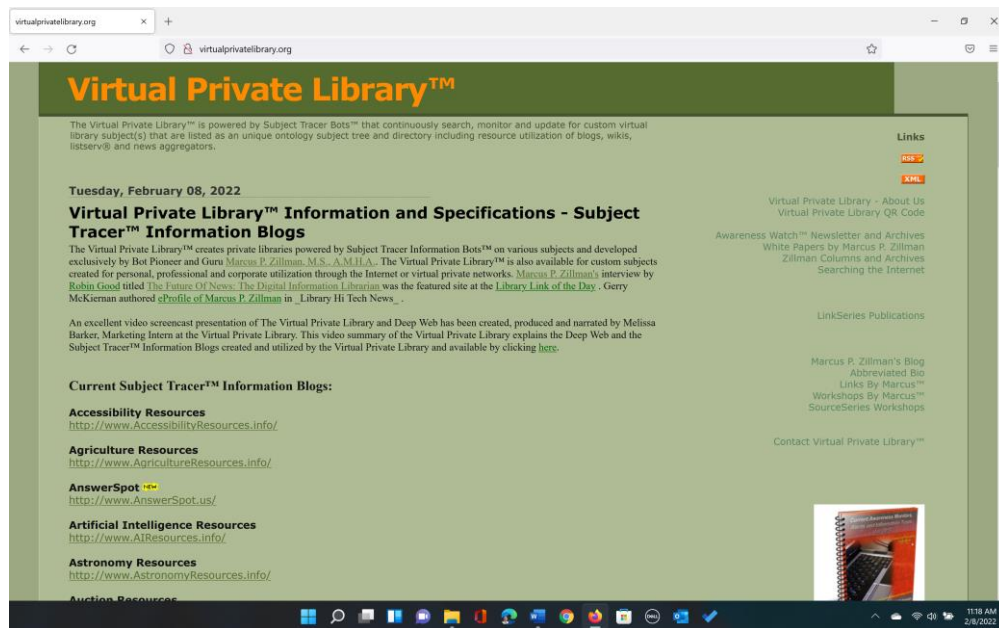 virtualprivatelibrary.org
virtualprivatelibrary.org
Virtual Private Library™
The Virtual Private Library™ is powered by Subject Tracer Bots™ that continuously search, monitor and update for custom virtual
library subject(s) that are listed as an unique ontology subject tree and directory including resource utilization of blogs, wikis,
listserv® and news aggregators.
Tuesday, February 08, 2022
Virtual Private Library™ Information and Specifications - Subject
Tracer™ Information Blogs
The Virtual Private Library™ creates private libraries powered by Subject Tracer Information Bots™ on various subjects and developed
exclusively by Bot Pioneer and Guru Marcus P. Zillman, M.S., A.M.H.A.. The Virtual Private Library™ is also available for custom subjects
created for personal, professional and corporate utilization through the Internet or virtual private networks. Marcus P. Zillman's interview by
Robin Good titled The Future Of News: The Digital Information Librarian was the featured site at the Library Link of the Day . Gerry
McKiernan authored eProfile of Marcus P. Zillman in _Library Hi Tech News_ .
An excellent video screencast presentation of The Virtual Private Library and Deep Web has been created, produced and narrated by Melissa
Barker, Marketing Intern at the Virtual Private Library. This video summary of the Virtual Private Library explains the Deep Web and the
Subject Tracer™ Information Blogs created and utilized by the Virtual Private Library and available by clicking here.
Current Subject Tracer™ Information Blogs:
Accessibility Resources
http://www.AccessibilityResources.info/
Agriculture Resources
http://www.AgricultureResources.info/
AnswerSpot NEW
http://www.AnswerSpot.us/
Artificial Intelligence Resources
http://www.AIResources.info/
Astronomy Resources
http://www.AstronomyResources.info/
Auction Resources
Links
RSS
XML
Virtual Private Library - About Us
Virtual Private Library QR Code
Awareness Watch™ Newsletter and Archives
White Papers by Marcus P. Zillman
Zillman Columns and Archives
Searching the Internet
LinkSeries Publications
Marcus P. Zillman's Blog
Abbreviated Bio
Links By Marcus™
Workshops By Marcus™
SourceSeries Workshops
Contact Virtual Private Library™
11:18 AM
2/8/2022